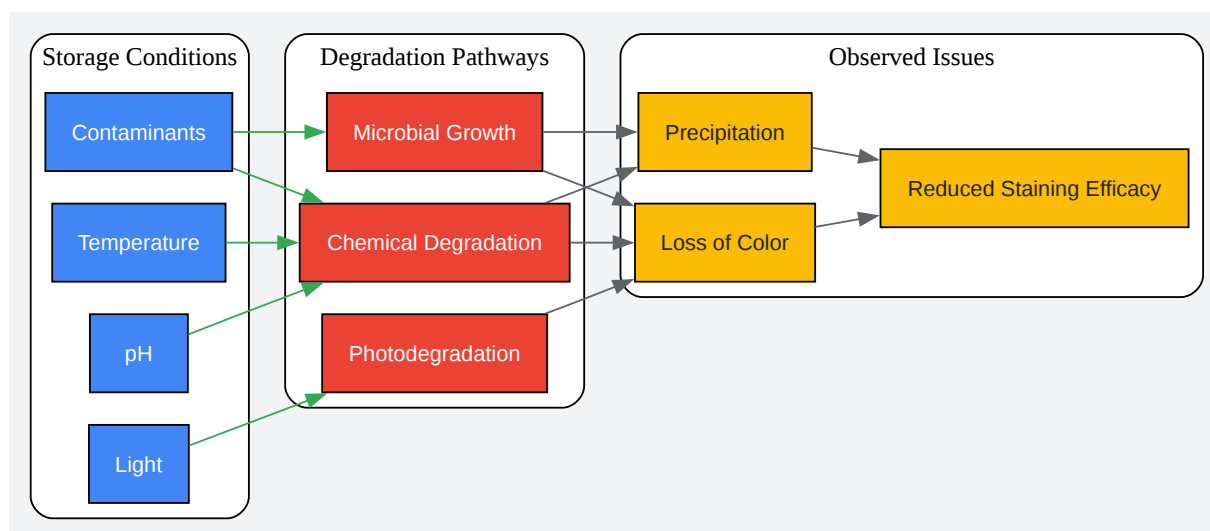 Storage Conditions
Contaminants
Temperature
pH
Light
Degradation Pathways
Microbial Growth
Chemical Degradation
Photodegradation
Observed Issues
Precipitation
Loss of Color
Reduced Staining Efficacy